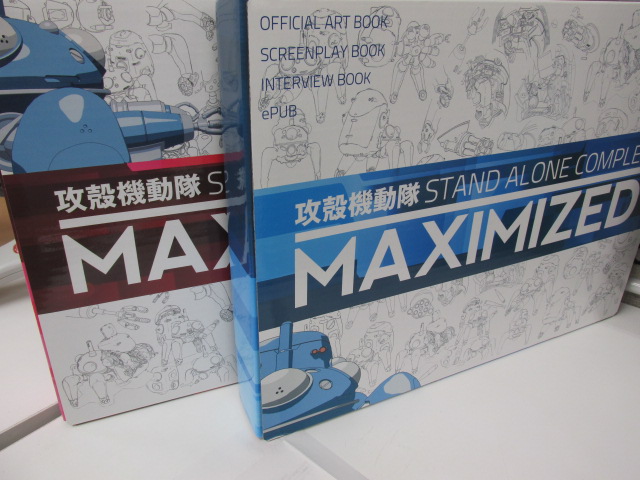 OFFICIAL ART BOOK
SCREENPLAY BOOK
INTERVIEW BOOK
ePUB
攻殻機動隊 STAND ALONE COMPLE
MAXIMIZED
攻殻機動隊 S
MAX